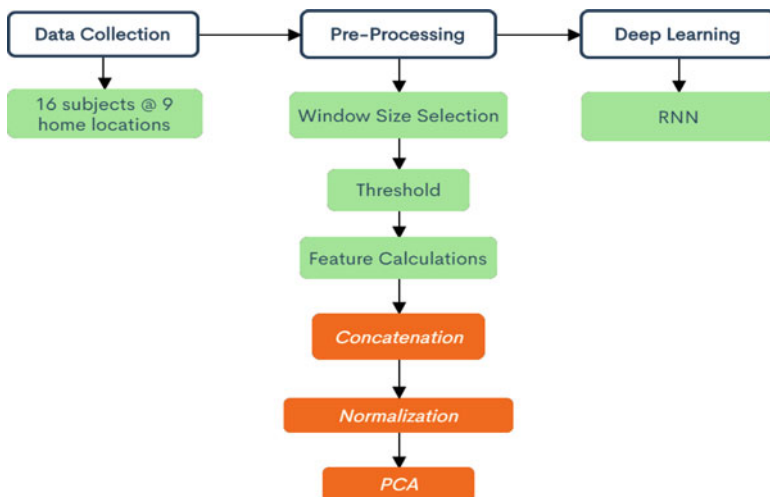 Data Collection
Pre-Processing
Deep Learning
16 subjects @ 9
home locations
Window Size Selection
RNN
Threshold
Feature Calculations
Concatenation
Normalization
PCA